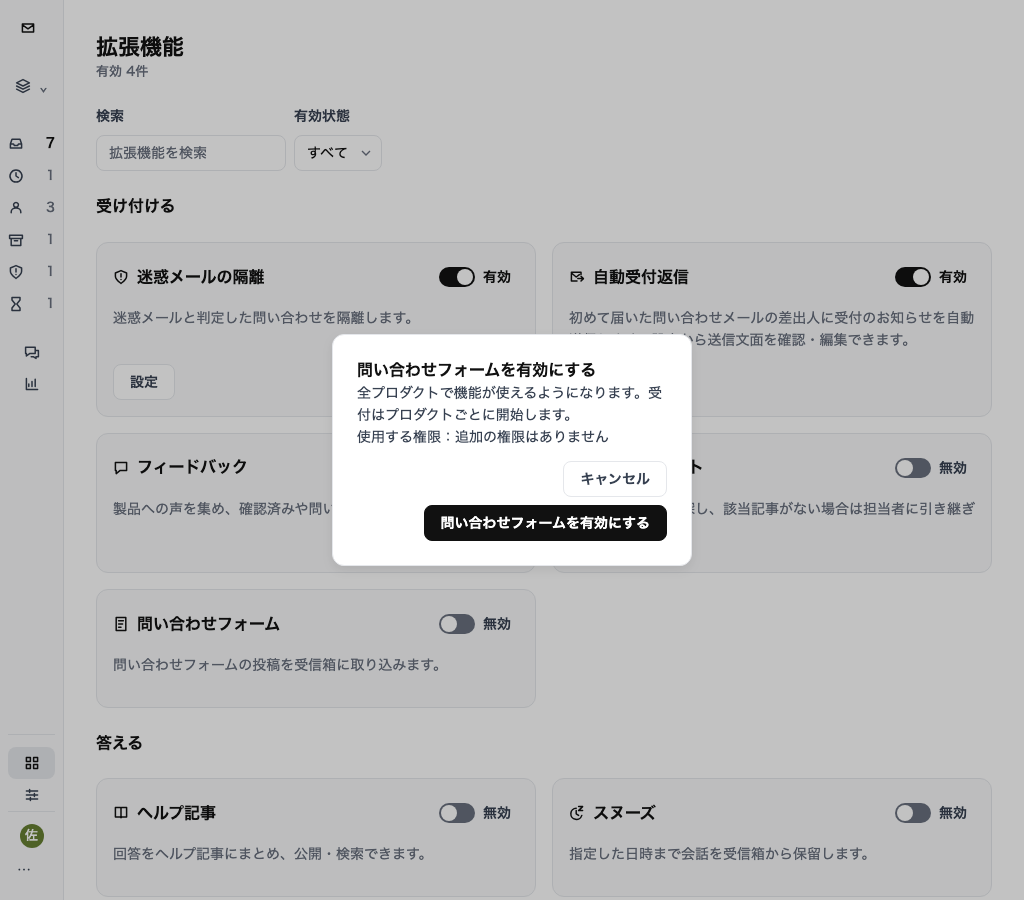 拡張機能
有効 4件
検索
有効状態
拡張機能を検索
すべて
7
1
3
1
1
1
受け付ける
迷惑メールの隔離
有効
迷惑メールと判定した問い合わせを隔離します。
設定
自動受付返信
有効
初めて届いた問い合わせメールの差出人に受付のお知らせを自動
ら送信文面を確認・編集できます。
問い合わせフォームを有効にする
全プロダクトで機能が使えるようになります。受
付はプロダクトごとに開始します。
使用する権限：追加の権限はありません
キャンセル
問い合わせフォームを有効にする
フィードバック
製品への声を集め、確認済みや問い
ト
無効
し、該当記事がない場合は担当者に引き継ぎ
問い合わせフォーム
無効
問い合わせフォームの投稿を受信箱に取り込みます。
答える
ヘルプ記事
無効
回答をヘルプ記事にまとめ、公開・検索できます。
スヌーズ
無効
指定した日時まで会話を受信箱から保留します。
佐
…